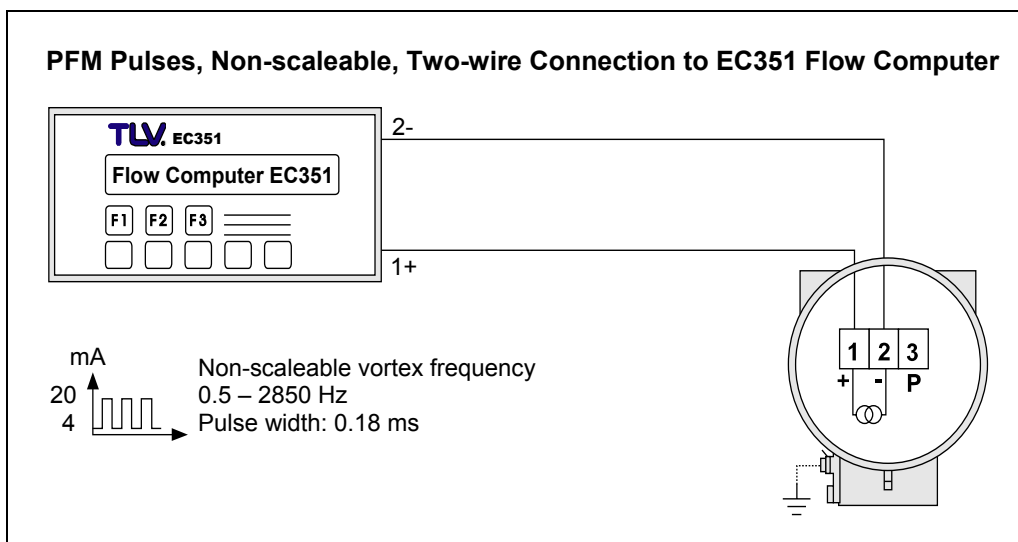 PFM Pulses, Non-scaleable, Two-wire Connection to EC351 Flow Computer
TLV. EC351
Flow Computer EC351
F1 F2 F3
2-
1+
mA
20
4
Non-scaleable vortex frequency
0.5 – 2850 Hz
Pulse width: 0.18 ms
1 2 3
+ - P